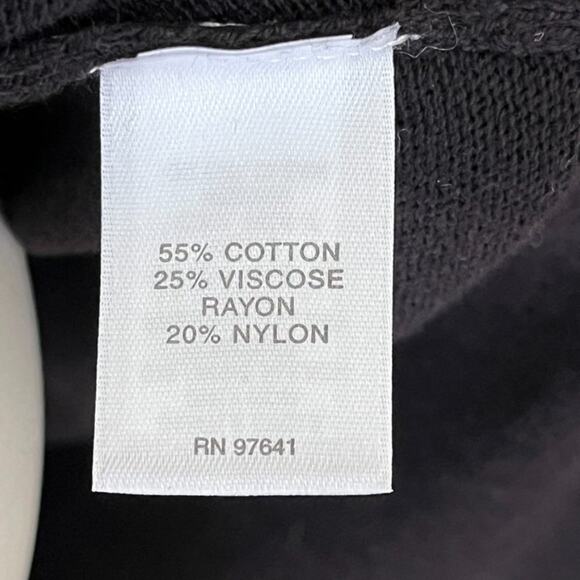 55% COTTON
25% VISCOSE
RAYON
20% NYLON
RN 97641